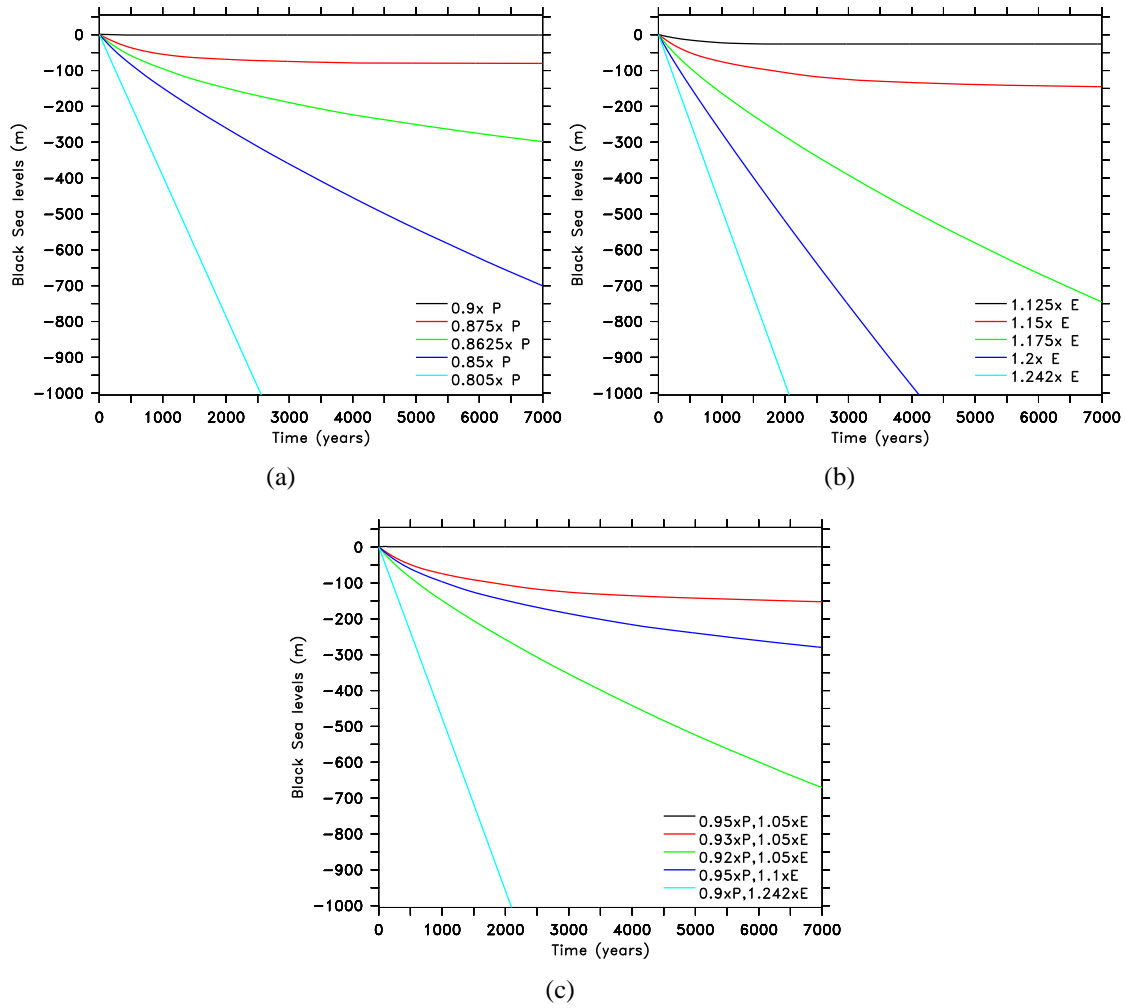 Black Sea levels (m)
0
-100
-200
-300
-400
-500
-600
-700
-800
-900
-1000
0.9x P
0.875x P
0.8625x P
0.85x P
0.805x P
0 1000 2000 3000 4000 5000 6000 7000
Time (years)
(a)
Black Sea levels (m)
0
-100
-200
-300
-400
-500
-600
-700
-800
-900
-1000
1.125x E
1.15x E
1.175x E
1.2x E
1.242x E
0 1000 2000 3000 4000 5000 6000 7000
Time (years)
(b)
Black Sea levels (m)
0
-100
-200
-300
-400
-500
-600
-700
-800
-900
-1000
0.95xP,1.05xE
0.93xP,1.05xE
0.92xP,1.05xE
0.95xP,1.1xE
0.9xP,1.242xE
0 1000 2000 3000 4000 5000 6000 7000
Time (years)
(c)